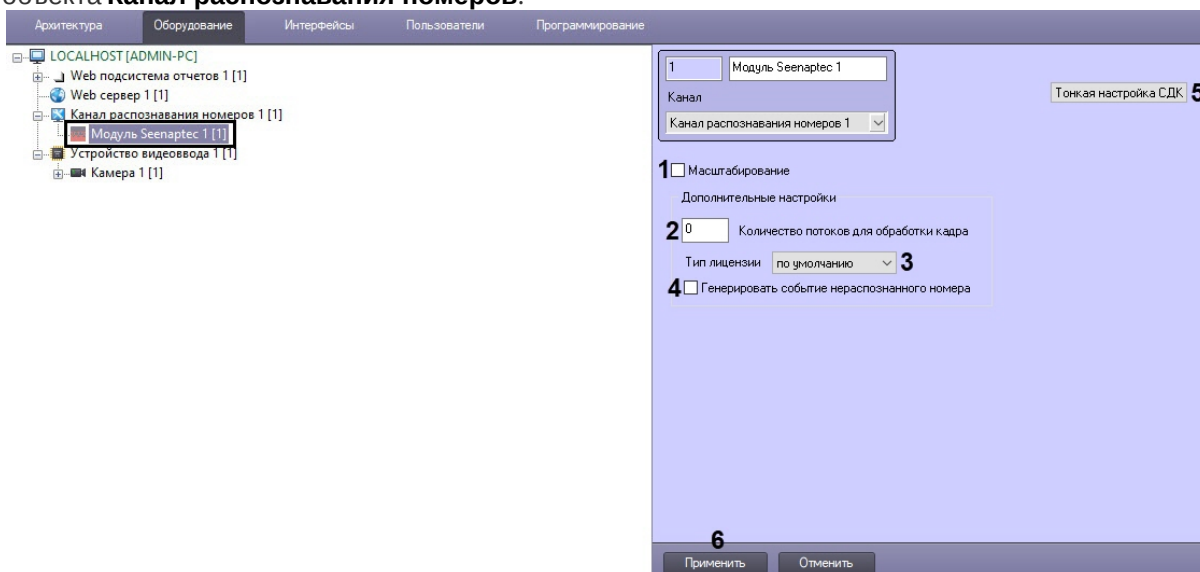 объекта Канал распознавания номеров.
Архитектура Оборудование Интерфейсы Пользователи Программирование
LOCALHOST [ADMIN-PC]
Web подсистема отчетов 1 [1]
Web сервер 1 [1]
Канал распознавания номеров 1 [1]
Модуль Seenaptec 1 [1]
Устройство видеоввода 1 [1]
Камера 1 [1]
1 Модуль Seenaptec 1
Канал
Тонкая настройка СДК 5
Канал распознавания номеров 1
1 Масштабирование
Дополнительные настройки
2 0 Количество потоков для обработки кадра
Тип лицензии по умолчанию 3
4 Генерировать событие нераспознанного номера
6
Применить Отменить